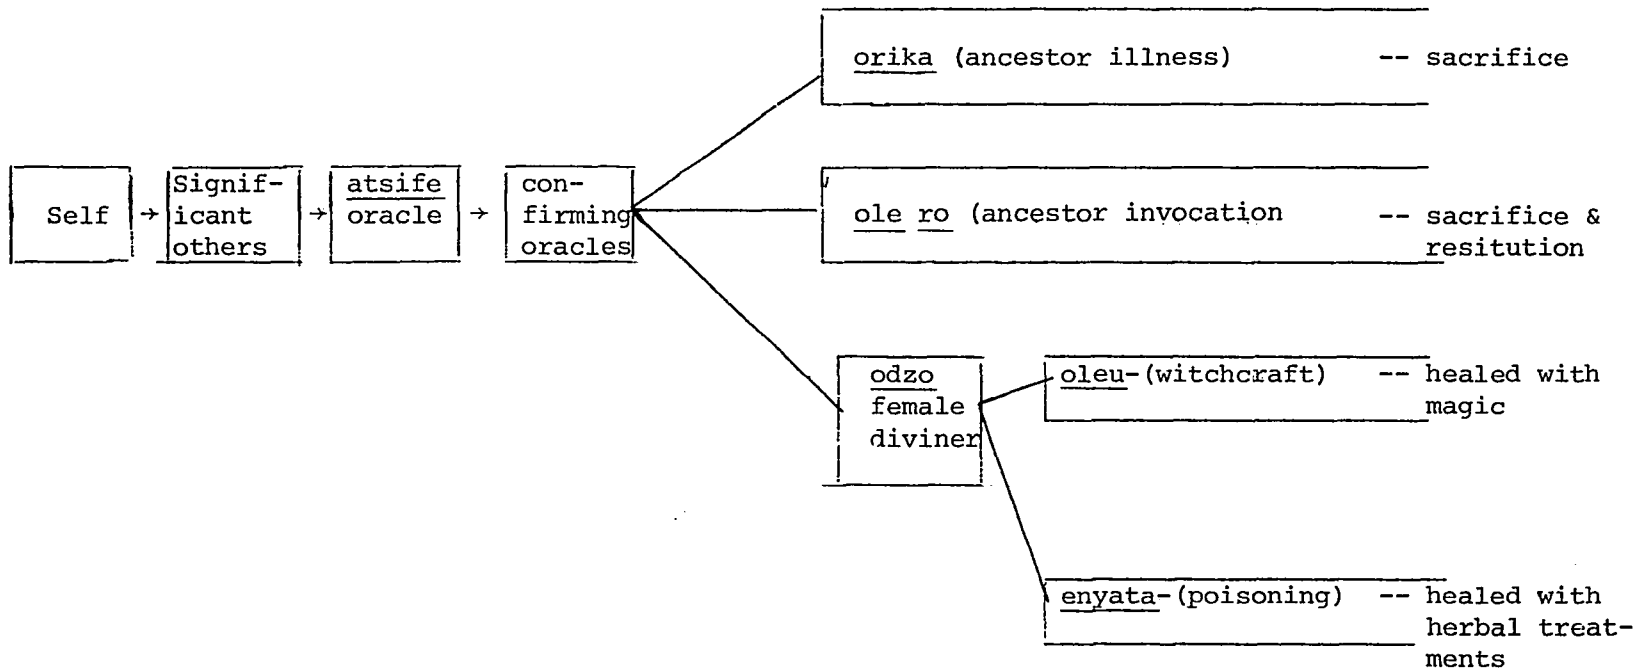 orika (ancestor illness) -- sacrifice
Self → Signif-
icant
others → atsife
oracle → con-
firming
oracles
ole ro (ancestor invocation -- sacrifice &
resitution
odzo
female
diviner
oleu-(witchcraft) -- healed with
magic
enyata-(poisoning) -- healed with
herbal treat-
ments